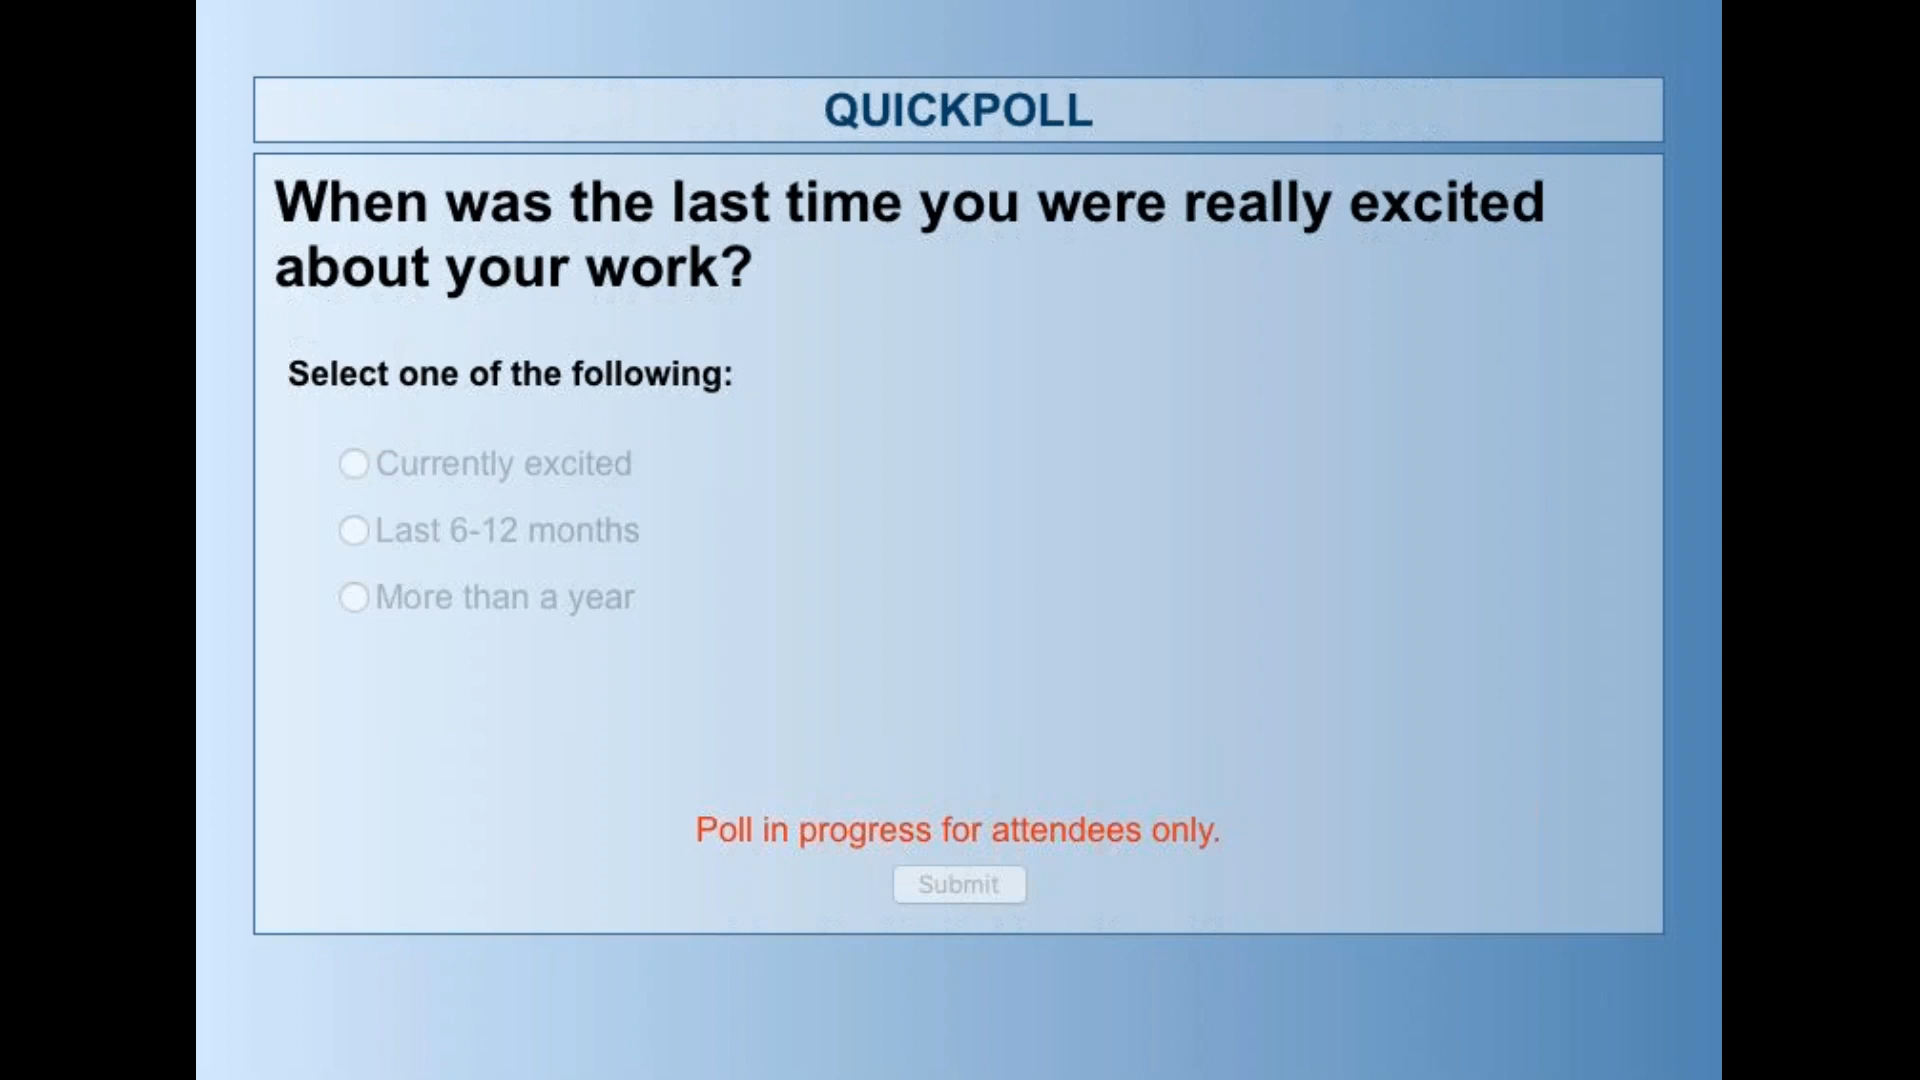 QUICKPOLL
When was the last time you were really excited
about your work?
Select one of the following:
Currently excited
Last 6-12 months
More than a year
Poll in progress for attendees only.
Submit